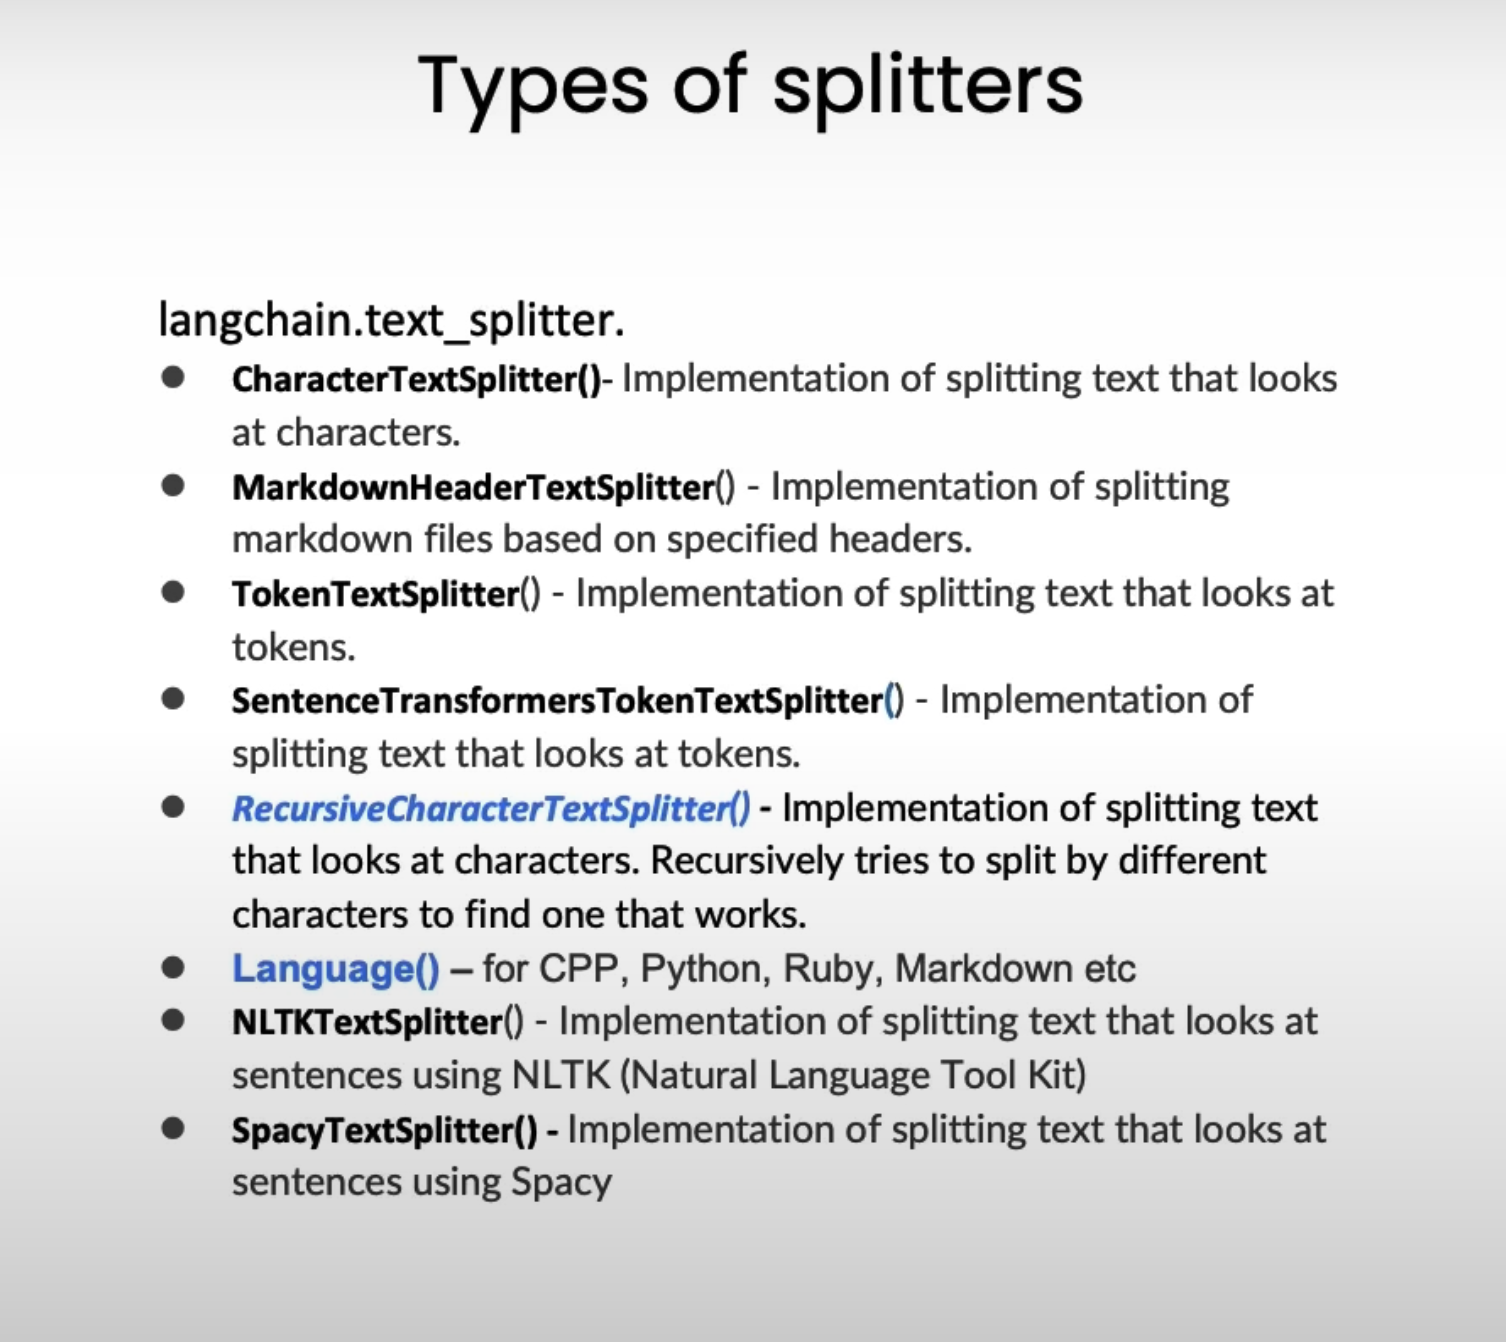 Types of splitters
langchain.text_splitter.
● CharacterTextSplitter()- Implementation of splitting text that looks
at characters.
● MarkdownHeaderTextSplitter() - Implementation of splitting
markdown files based on specified headers.
● TokenTextSplitter() - Implementation of splitting text that looks at
tokens.
● SentenceTransformersTokenTextSplitter() - Implementation of
splitting text that looks at tokens.
● RecursiveCharacterTextSplitter() - Implementation of splitting text
that looks at characters. Recursively tries to split by different
characters to find one that works.
● Language() – for CPP, Python, Ruby, Markdown etc
● NLTKTextSplitter() - Implementation of splitting text that looks at
sentences using NLTK (Natural Language Tool Kit)
● SpacyTextSplitter() - Implementation of splitting text that looks at
sentences using Spacy